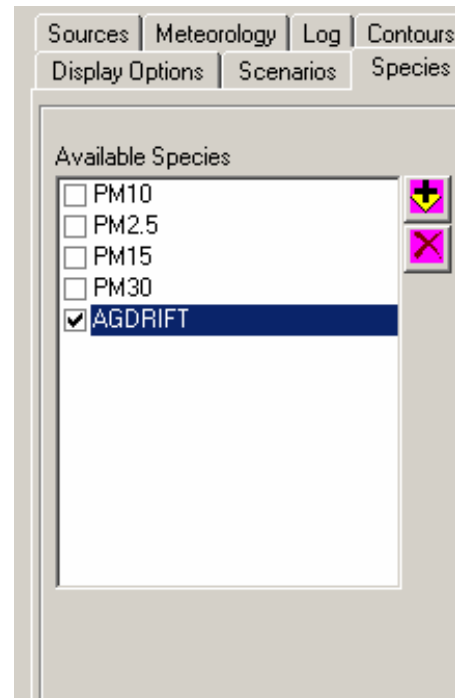 Sources Meteorology Log Contours
Display Options Scenarios Species
Available Species
PM10
PM2.5
PM15
PM30
AGDRIFT